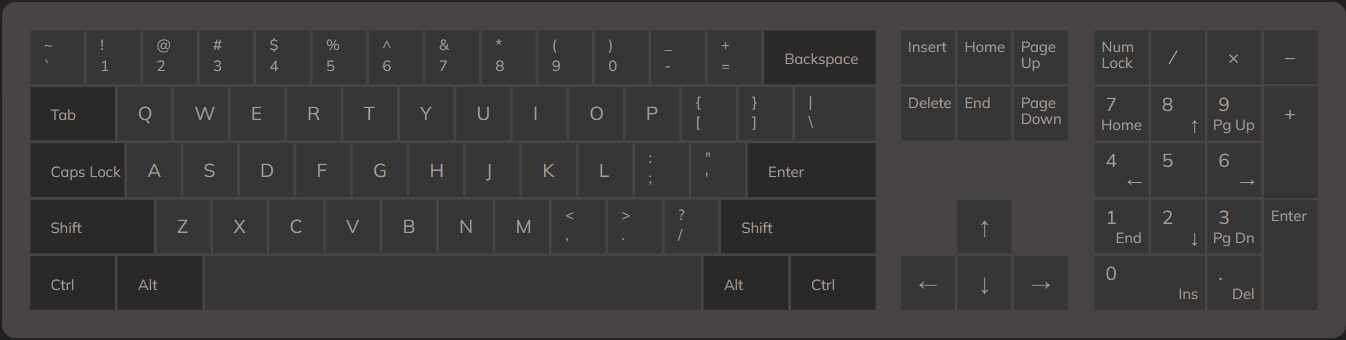 ~ ! @ # $ % ^ & * ( ) _ +
` 1 2 3 4 5 6 7 8 9 0 - = Backspace
Tab Q W E R T Y U I O P { [ } ] | \
Caps Lock A S D F G H J K L : ; " ' Enter
Shift Z X C V B N M < , > . ? / Shift
Ctrl Alt Alt Ctrl
Insert Home Page Up
Delete End Page Down
↑
← ↓ →
Num Lock / × −
7 Home 8 ↑ 9 Pg Up +
4 ← 5 6 →
1 End 2 ↓ 3 Pg Dn Enter
0 Ins . Del